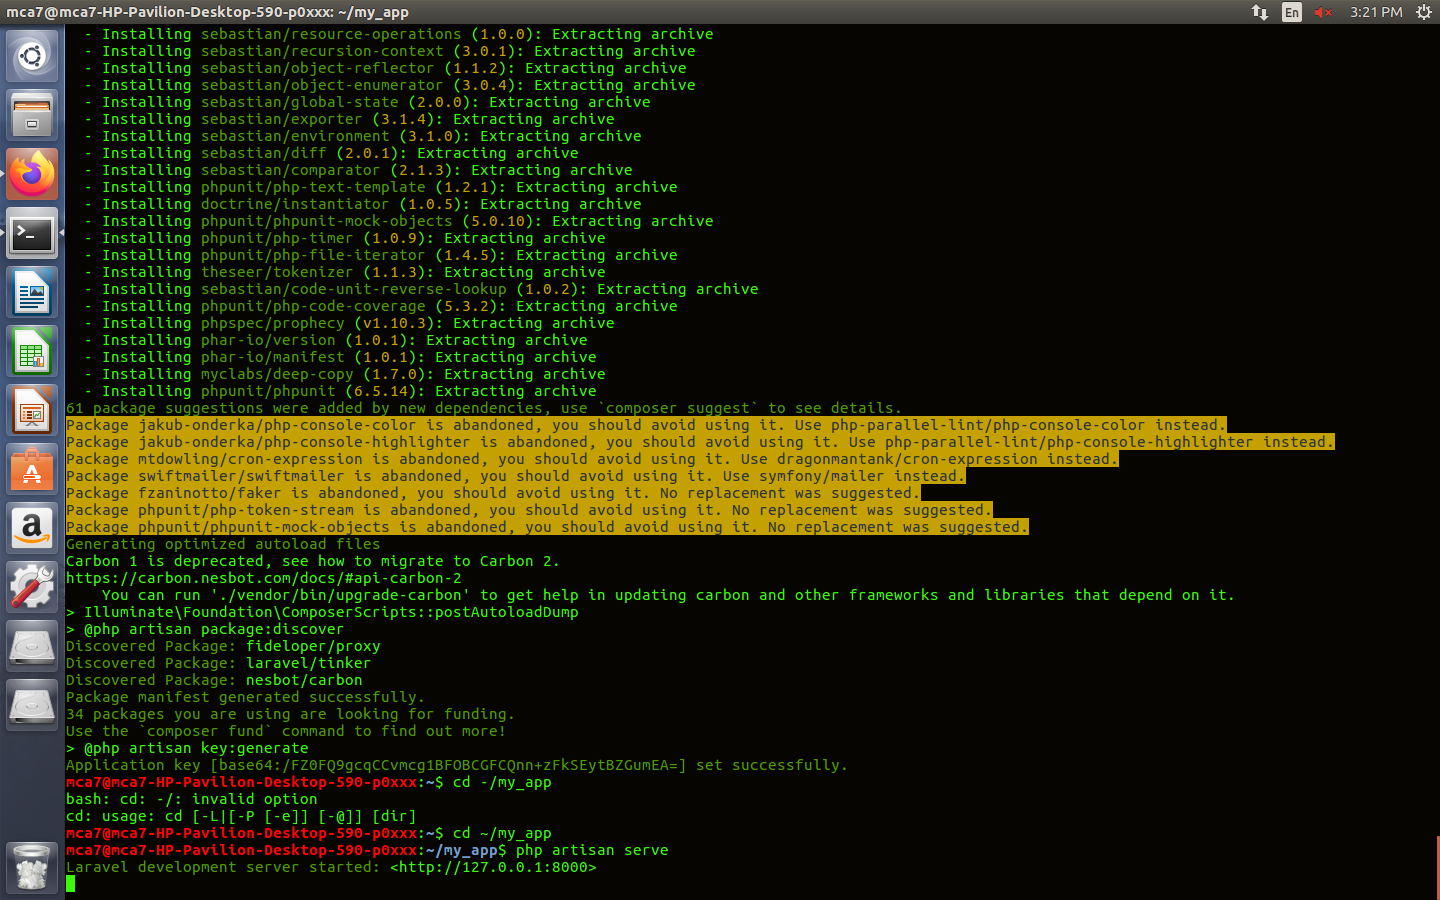 mca7@mca7-HP-Pavilion-Desktop-590-p0xxx: ~/my_app
En
3:21 PM
- Installing sebastian/resource-operations (1.0.0): Extracting archive
- Installing sebastian/recursion-context (3.0.1): Extracting archive
- Installing sebastian/object-reflector (1.1.2): Extracting archive
- Installing sebastian/object-enumerator (3.0.4): Extracting archive
- Installing sebastian/global-state (2.0.0): Extracting archive
- Installing sebastian/exporter (3.1.4): Extracting archive
- Installing sebastian/environment (3.1.0): Extracting archive
- Installing sebastian/diff (2.0.1): Extracting archive
- Installing sebastian/comparator (2.1.3): Extracting archive
- Installing phpunit/php-text-template (1.2.1): Extracting archive
- Installing doctrine/instantiator (1.0.5): Extracting archive
- Installing phpunit/phpunit-mock-objects (5.0.10): Extracting archive
- Installing phpunit/php-timer (1.0.9): Extracting archive
- Installing phpunit/php-file-iterator (1.4.5): Extracting archive
- Installing theseer/tokenizer (1.1.3): Extracting archive
- Installing sebastian/code-unit-reverse-lookup (1.0.2): Extracting archive
- Installing phpunit/php-code-coverage (5.3.2): Extracting archive
- Installing phpspec/prophecy (v1.10.3): Extracting archive
- Installing phar-io/version (1.0.1): Extracting archive
- Installing phar-io/manifest (1.0.1): Extracting archive
- Installing myclabs/deep-copy (1.7.0): Extracting archive
- Installing phpunit/phpunit (6.5.14): Extracting archive
61 package suggestions were added by new dependencies, use `composer suggest` to see details.
Package jakub-onderka/php-console-color is abandoned, you should avoid using it. Use php-parallel-lint/php-console-color instead.
Package jakub-onderka/php-console-highlighter is abandoned, you should avoid using it. Use php-parallel-lint/php-console-highlighter instead.
Package mtdowling/cron-expression is abandoned, you should avoid using it. Use dragonmantank/cron-expression instead.
Package swiftmailer/swiftmailer is abandoned, you should avoid using it. Use symfony/mailer instead.
Package fzaninotto/faker is abandoned, you should avoid using it. No replacement was suggested.
Package phpunit/php-token-stream is abandoned, you should avoid using it. No replacement was suggested.
Package phpunit/phpunit-mock-objects is abandoned, you should avoid using it. No replacement was suggested.
Generating optimized autoload files
Carbon 1 is deprecated, see how to migrate to Carbon 2.
https://carbon.nesbot.com/docs/#api-carbon-2
You can run './vendor/bin/upgrade-carbon' to get help in updating carbon and other frameworks and libraries that depend on it.
> Illuminate\Foundation\ComposerScripts::postAutoloadDump
> @php artisan package:discover
Discovered Package: fideloper/proxy
Discovered Package: laravel/tinker
Discovered Package: nesbot/carbon
Package manifest generated successfully.
34 packages you are using are looking for funding.
Use the `composer fund` command to find out more!
> @php artisan key:generate
Application key [base64:/FZ0FQ9gcqCCvmcg1BFOBCGFCQnn+zFkSEytBZGumEA=] set successfully.
mca7@mca7-HP-Pavilion-Desktop-590-p0xxx:~$ cd -/my_app
bash: cd: -/: invalid option
cd: usage: cd [-L|[-P [-e]] [-@]] [dir]
mca7@mca7-HP-Pavilion-Desktop-590-p0xxx:~$ cd ~/my_app
mca7@mca7-HP-Pavilion-Desktop-590-p0xxx:~/my_app$ php artisan serve
Laravel development server started: <http://127.0.0.1:8000>